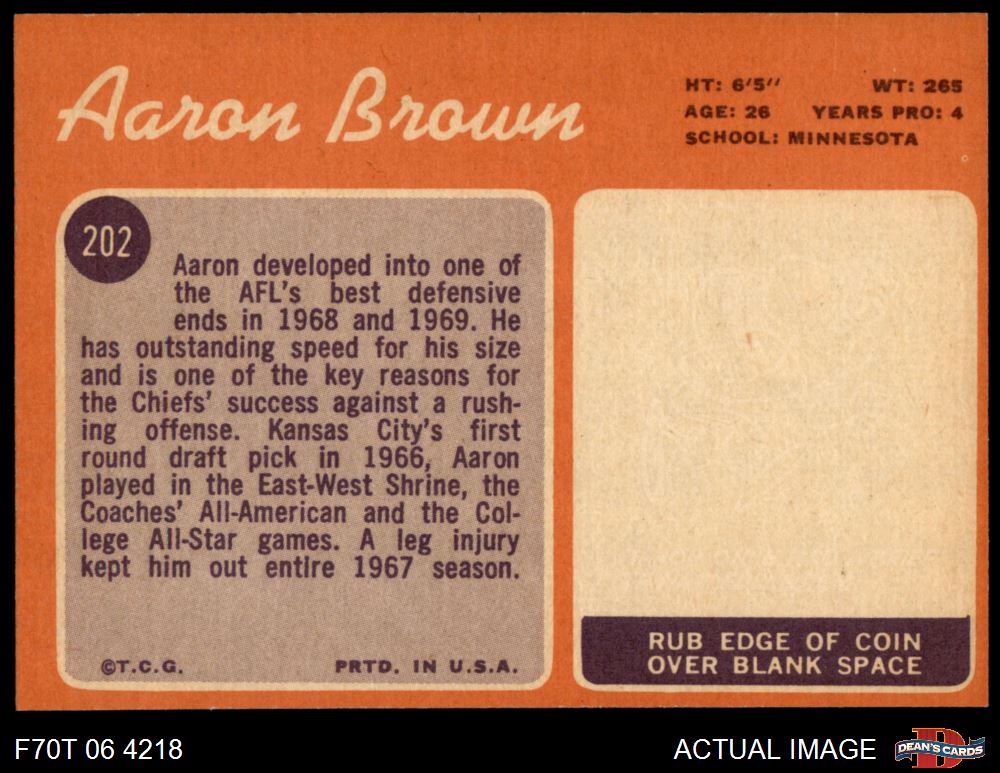 Aaron Brown
HT: 6'5'' WT: 265
AGE: 26 YEARS PRO: 4
SCHOOL: MINNESOTA
202
Aaron developed into one of
the AFL's best defensive
ends in 1968 and 1969. He
has outstanding speed for his size
and is one of the key reasons for
the Chiefs' success against a rush-
ing offense. Kansas City's first
round draft pick in 1966, Aaron
played in the East-West Shrine, the
Coaches' All-American and the Col-
lege All-Star games. A leg injury
kept him out entire 1967 season.
©T.C.G. PRTD. IN U.S.A.
RUB EDGE OF COIN
OVER BLANK SPACE
F70T 06 4218
ACTUAL IMAGE
D
DEAN'S CARDS